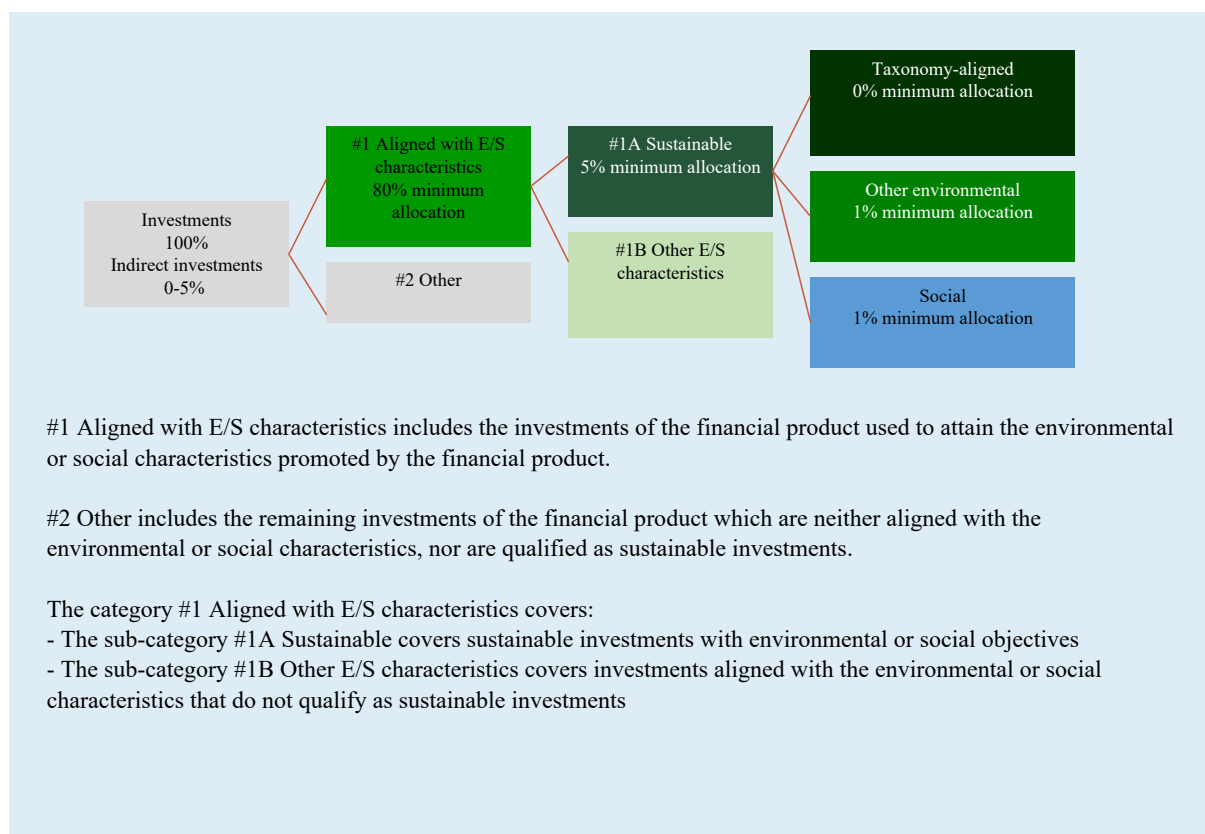 Investments
100%
Indirect investments
0-5%
#1 Aligned with E/S
characteristics
80% minimum
allocation
#2 Other
#1A Sustainable
5% minimum allocation
#1B Other E/S
characteristics
Taxonomy-aligned
0% minimum allocation
Other environmental
1% minimum allocation
Social
1% minimum allocation
#1 Aligned with E/S characteristics includes the investments of the financial product used to attain the environmental
or social characteristics promoted by the financial product.
#2 Other includes the remaining investments of the financial product which are neither aligned with the
environmental or social characteristics, nor are qualified as sustainable investments.
The category #1 Aligned with E/S characteristics covers:
- The sub-category #1A Sustainable covers sustainable investments with environmental or social objectives
- The sub-category #1B Other E/S characteristics covers investments aligned with the environmental or social
characteristics that do not qualify as sustainable investments